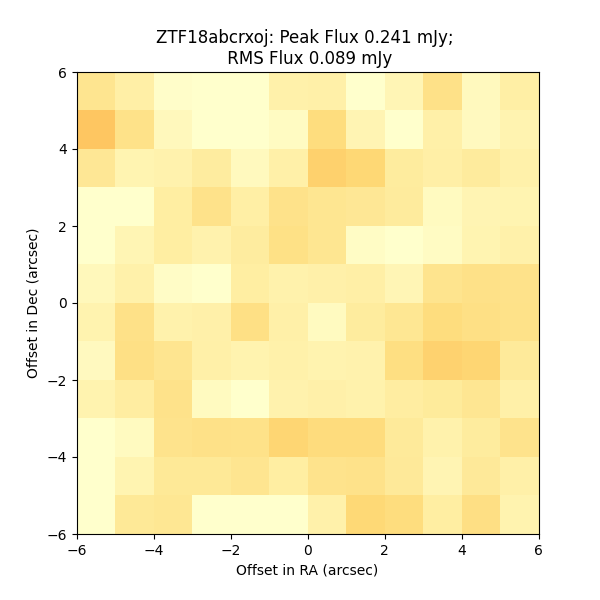 ZTF18abcrxoj: Peak Flux 0.241 mJy;
RMS Flux 0.089 mJy
6
4
2
0
−2
−4
−6
Offset in Dec (arcsec)
−6 −4 −2 0 2 4 6
Offset in RA (arcsec)